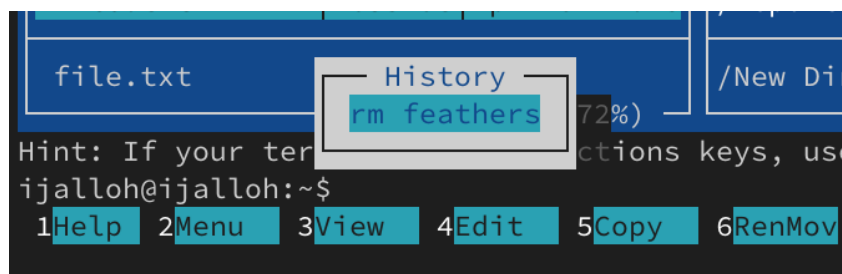 file.txt
History
/New Di
rm feathers
72%)
Hint: If your ter
ctions keys, us
ijalloh@ijalloh:~$
1Help 2Menu 3View 4Edit 5Copy 6RenMov